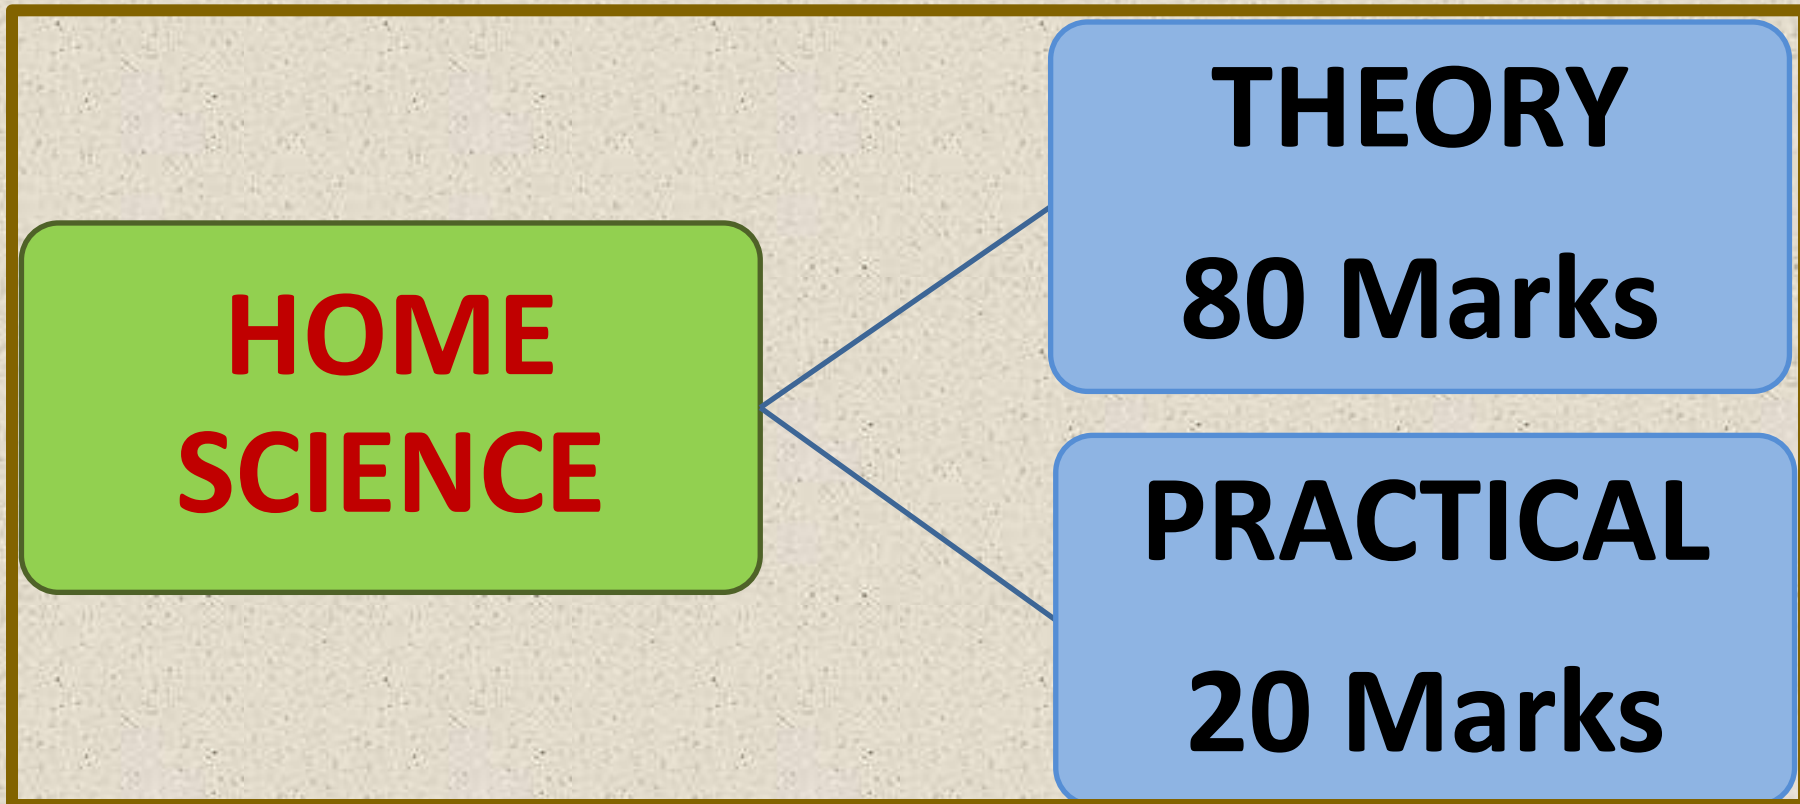 HOME
SCIENCE
THEORY
80 Marks
PRACTICAL
20 Marks